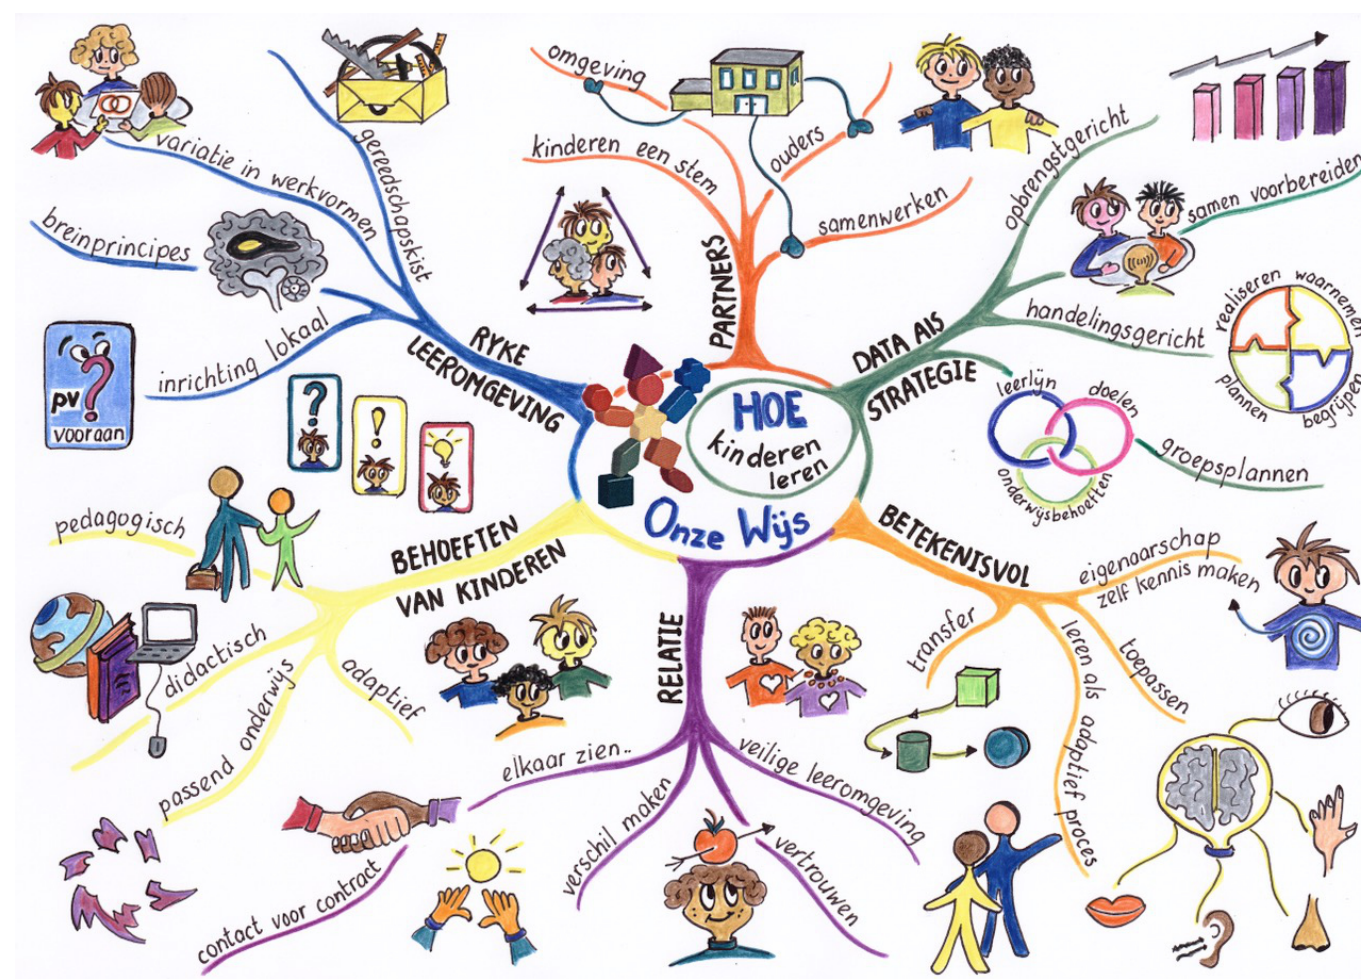 HOE
kinderen
leren
Onze Wijs
PARTNERS
omgeving
kinderen een stem
ouders
samenwerken
DATA ALS
STRATEGIE
opbrengstgericht
samen voorbereiden
handelingsgericht
realiseren
waarnemen
plannen
begrijpen
leerlijn
doelen
onderwijsbehoeften
groepsplannen
BETEKENISVOL
eigenaarschap
zelf kennis maken
toepassen
leren als adaptief proces
transfer
RELATIE
veilige leeromgeving
vertrouwen
verschil maken
elkaar zien..
contact voor contract
BEHOEFTEN
VAN KINDEREN
pedagogisch
didactisch
passend onderwijs
adaptief
RYKE
LEEROMGEVING
gereedschapskist
variatie in werkvormen
breinprincipes
inrichting lokaal
pv
?
vooraan
?
!